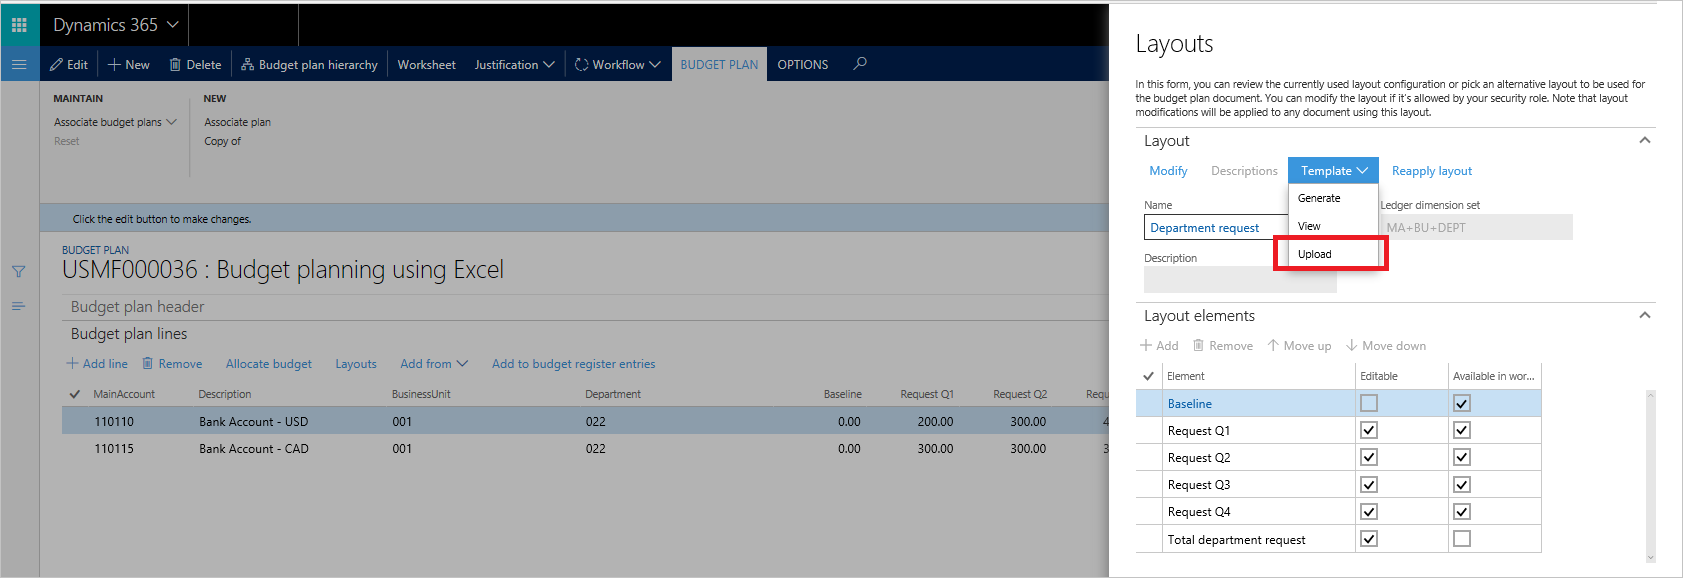 Dynamics 365
Edit
New
Delete
Budget plan hierarchy
Worksheet
Justification
Workflow
BUDGET PLAN
OPTIONS
MAINTAIN
Associate budget plans
Reset
NEW
Associate plan
Copy of
Click the edit button to make changes.
BUDGET PLAN
USMF000036 : Budget planning using Excel
Budget plan header
Budget plan lines
Add line
Remove
Allocate budget
Layouts
Add from
Add to budget register entries
MainAccount Description BusinessUnit Department Baseline Request Q1 Request Q2 Requ
110110 Bank Account - USD 001 022 0.00 200.00 300.00 4
110115 Bank Account - CAD 001 022 0.00 300.00 300.00 3
Layouts
In this form, you can review the currently used layout configuration or pick an alternative layout to be used for
the budget plan document. You can modify the layout if it's allowed by your security role. Note that layout
modifications will be applied to any document using this layout.
Layout
Modify
Descriptions
Template
Reapply layout
Generate
View
Upload
Name
Department request
Ledger dimension set
MA+BU+DEPT
Description
Layout elements
Add
Remove
Move up
Move down
Element Editable Available in wor...
Baseline
Request Q1
Request Q2
Request Q3
Request Q4
Total department request